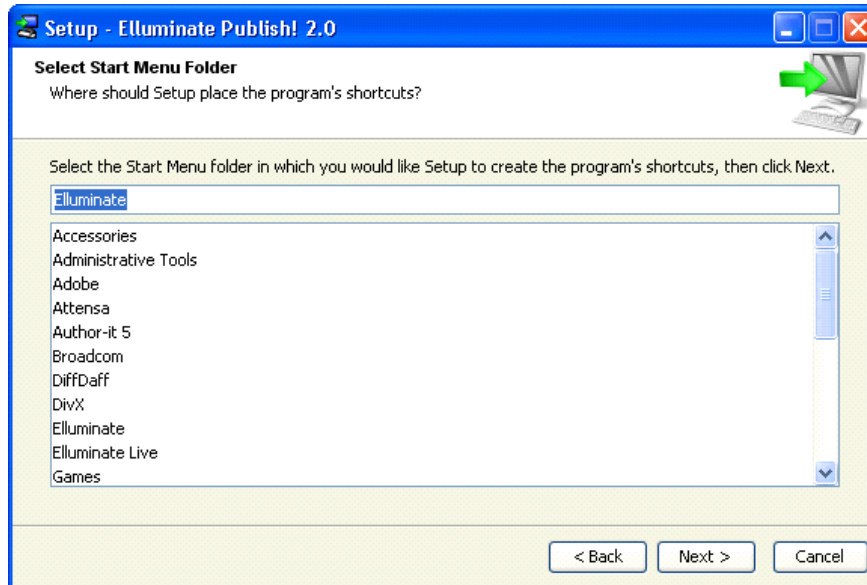 Setup - Elluminate Publish! 2.0
Select Start Menu Folder
Where should Setup place the program's shortcuts?
Select the Start Menu folder in which you would like Setup to create the program's shortcuts, then click Next.
Elluminate
Accessories
Administrative Tools
Adobe
Attensa
Author-it 5
Broadcom
DiffDaff
DivX
Elluminate
Elluminate Live
Games
< Back Next > Cancel